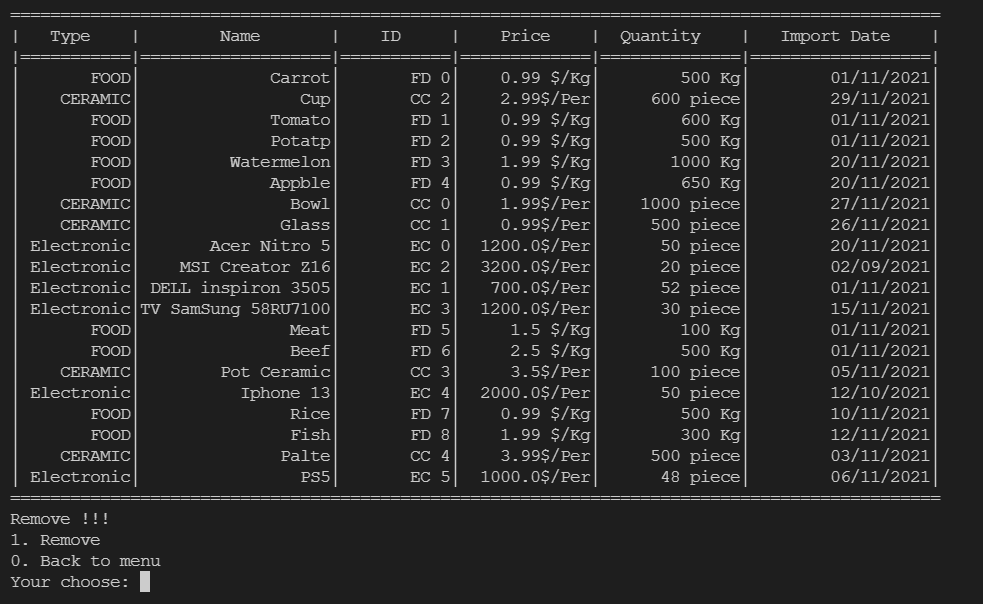 =============================================================================================
|   Type    |        Name       |    ID     |    Price    |  Quantity    |   Import Date    |
|===========|===================|===========|=============|==============|==================|
|       FOOD|             Carrot|       FD 0|    0.99 $/Kg|        500 Kg|        01/11/2021|
|    CERAMIC|                Cup|       CC 2|   2.99$/Per|     600 piece|        29/11/2021|
|       FOOD|             Tomato|       FD 1|    0.99 $/Kg|        600 Kg|        01/11/2021|
|       FOOD|             Potatp|       FD 2|    0.99 $/Kg|        500 Kg|        01/11/2021|
|       FOOD|         Watermelon|       FD 3|    1.99 $/Kg|       1000 Kg|        20/11/2021|
|       FOOD|             Appble|       FD 4|    0.99 $/Kg|        650 Kg|        20/11/2021|
|    CERAMIC|               Bowl|       CC 0|    1.99$/Per|    1000 piece|        27/11/2021|
|    CERAMIC|              Glass|       CC 1|    0.99$/Per|     500 piece|        26/11/2021|
| Electronic|       Acer Nitro 5|       EC 0|  1200.0$/Per|      50 piece|        20/11/2021|
| Electronic|    MSI Creator Z16|       EC 2|  3200.0$/Per|      20 piece|        02/09/2021|
| Electronic| DELL inspiron 3505|       EC 1|   700.0$/Per|      52 piece|        01/11/2021|
| Electronic|TV SamSung 58RU7100|       EC 3|  1200.0$/Per|      30 piece|        15/11/2021|
|       FOOD|               Meat|       FD 5|     1.5 $/Kg|        100 Kg|        01/11/2021|
|       FOOD|               Beef|       FD 6|     2.5 $/Kg|        500 Kg|        01/11/2021|
|    CERAMIC|        Pot Ceramic|       CC 3|     3.5$/Per|     100 piece|        05/11/2021|
| Electronic|          Iphone 13|       EC 4|  2000.0$/Per|      50 piece|        12/10/2021|
|       FOOD|               Rice|       FD 7|    0.99 $/Kg|        500 Kg|        10/11/2021|
|       FOOD|               Fish|       FD 8|    1.99 $/Kg|        300 Kg|        12/11/2021|
|    CERAMIC|              Palte|       CC 4|    3.99$/Per|     500 piece|        03/11/2021|
| Electronic|                PS5|       EC 5|  1000.0$/Per|      48 piece|        06/11/2021|
=============================================================================================
Remove !!!
1. Remove
0. Back to menu
Your choose: